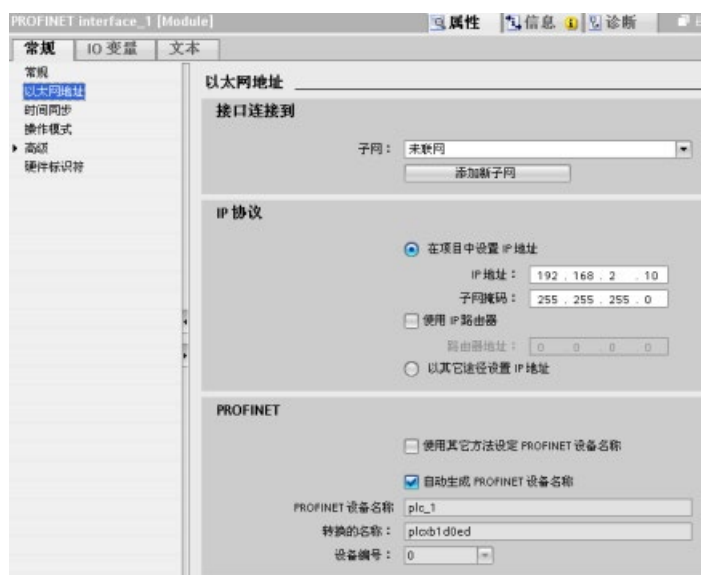 PROFINET interface_1 [Module]
属性 信息 诊断
常规 IO 变量 文本
常规
以太网地址
时间同步
操作模式
高级
硬件标识符
以太网地址
接口连接到
子网： 未联网
添加新子网
IP 协议
在项目中设置 IP 地址
IP 地址： 192 . 168 . 2 . 10
子网掩码： 255 . 255 . 255 . 0
使用 IP 路由器
路由器地址： 0 . 0 . 0 . 0
以其它途径设置 IP 地址
PROFINET
使用其它方法设定 PROFINET 设备名称
自动生成 PROFINET 设备名称
PROFINET 设备名称 plc_1
转换的名称： plcxb1d0ed
设备编号： 0